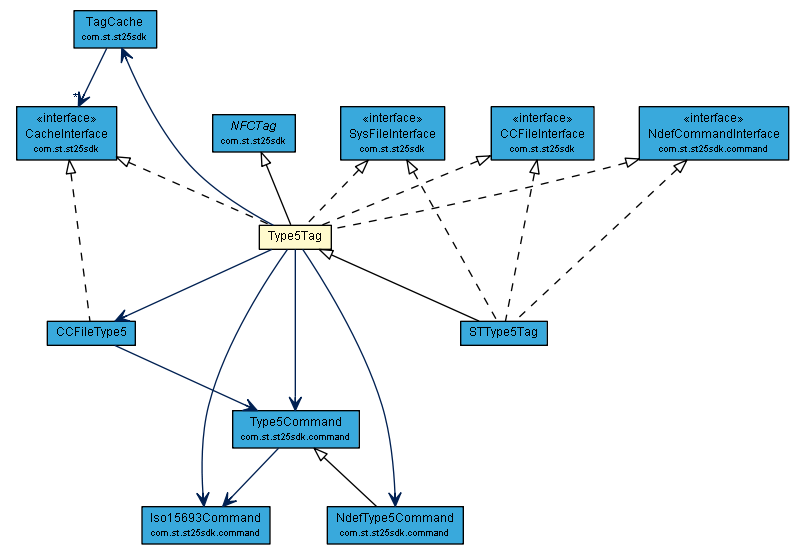 TagCache
com.st.st25sdk
*
«interface»
CacheInterface
com.st.st25sdk
NFCTag
com.st.st25sdk
«interface»
SysFileInterface
com.st.st25sdk
«interface»
CCFileInterface
com.st.st25sdk
«interface»
NdefCommandInterface
com.st.st25sdk.command
Type5Tag
CCFileType5
STType5Tag
Type5Command
com.st.st25sdk.command
Iso15693Command
com.st.st25sdk.command
NdefType5Command
com.st.st25sdk.command